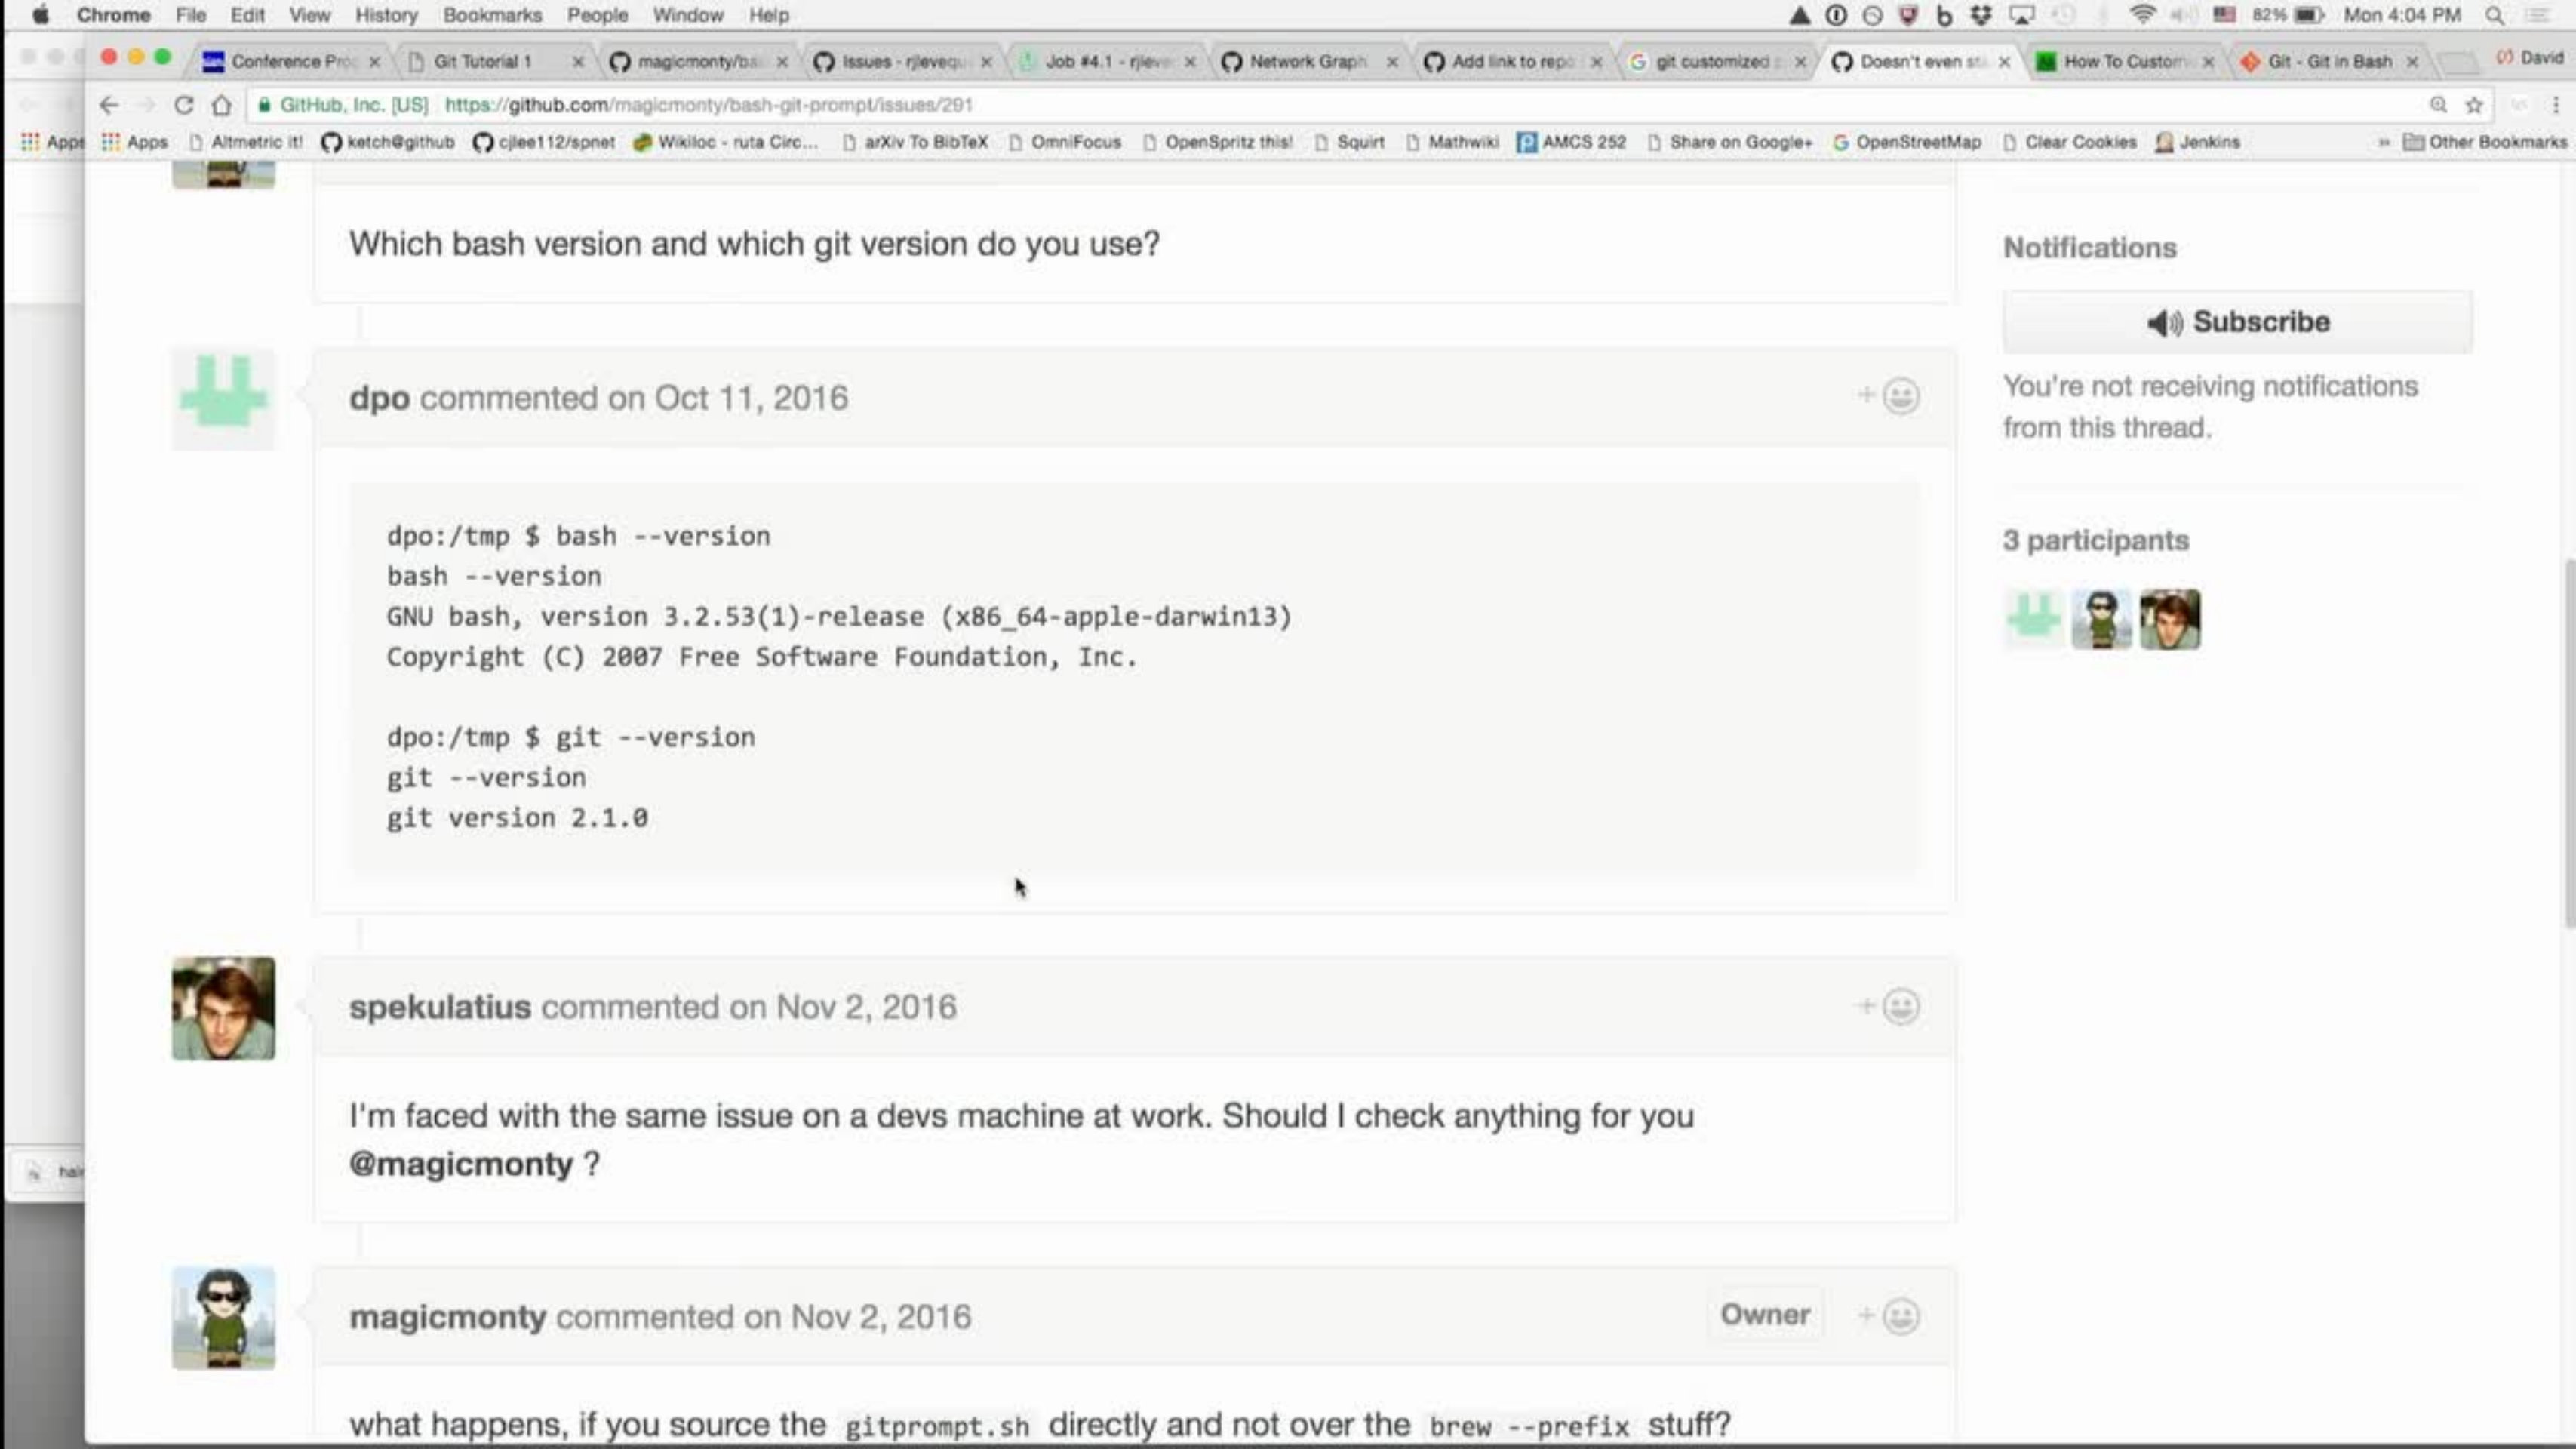 Chrome File Edit View History Bookmarks People Window Help 82% Mon 4:04 PM
Conference Pro Git Tutorial 1 magicmonty/ba Issues - rjlevequ Job #4.1 - rjleve Network Graph Add link to repo git customized Doesn't even st How To Custom Git - Git in Bash David
GitHub, Inc. [US] https://github.com/magicmonty/bash-git-prompt/issues/291
Apps Apps Altmetric it! ketch@github cjlee112/spnet Wikiloc - ruta Circ... arXiv To BibTeX OmniFocus OpenSpritz this! Squirt Mathwiki AMCS 252 Share on Google+ OpenStreetMap Clear Cookies Jenkins » Other Bookmarks
Which bash version and which git version do you use?
Notifications
Subscribe
You're not receiving notifications
from this thread.
3 participants
dpo commented on Oct 11, 2016
dpo:/tmp $ bash --version
bash --version
GNU bash, version 3.2.53(1)-release (x86_64-apple-darwin13)
Copyright (C) 2007 Free Software Foundation, Inc.
dpo:/tmp $ git --version
git --version
git version 2.1.0
spekulatius commented on Nov 2, 2016
I'm faced with the same issue on a devs machine at work. Should I check anything for you
@magicmonty ?
magicmonty commented on Nov 2, 2016 Owner
what happens, if you source the gitprompt.sh directly and not over the brew --prefix stuff?